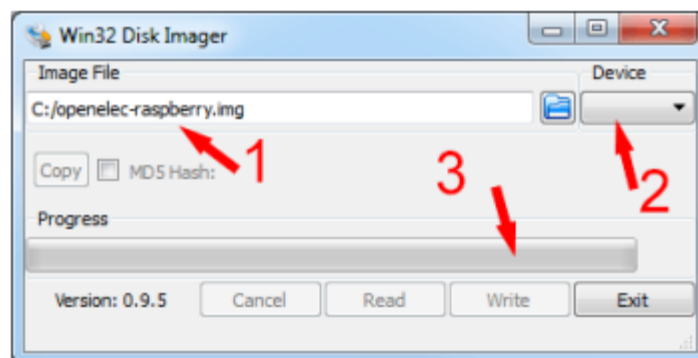 Win32 Disk Imager
Image File
Device
C:/openelec-raspberry.img
1
2
Copy
MD5 Hash:
3
Progress
Version: 0.9.5
Cancel
Read
Write
Exit